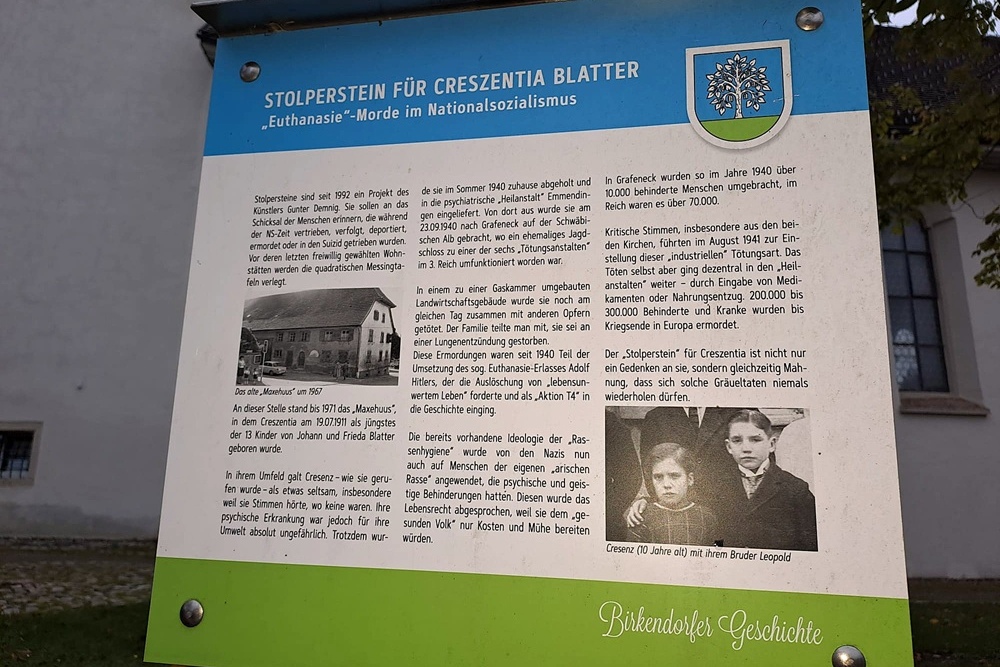 STOLPERSTEIN FÜR CRESZENTIA BLATTER
„Euthanasie"-Morde im Nationalsozialismus
Stolpersteine sind seit 1992 ein Projekt des
Künstlers Gunter Demnig. Sie sollen an das
Schicksal der Menschen erinnern, die während
der NS-Zeit vertrieben, verfolgt, deportiert,
ermordet oder in den Suizid getrieben wurden.
Vor deren letzten freiwillig gewählten Wohn-
stätten werden die quadratischen Messingta-
feln verlegt.
Das alte „Maxehuus" um 1967
An dieser Stelle stand bis 1971 das „Maxehuus",
in dem Creszentia am 19.07.1911 als jüngstes
der 13 Kinder von Johann und Frieda Blatter
geboren wurde.
In ihrem Umfeld galt Cresenz – wie sie geru-
fen wurde – als etwas seltsam, insbesondere
weil sie Stimmen hörte, wo keine waren. Ihre
psychische Erkrankung war jedoch für ihre
Umwelt absolut ungefährlich. Trotzdem wur-
de sie im Sommer 1940 zuhause abgeholt und
in die psychiatrische „Heilanstalt" Emmendin-
gen eingeliefert. Von dort aus wurde sie am
23.09.1940 nach Grafeneck auf der Schwäbi-
schen Alb gebracht, wo ein ehemaliges Jagd-
schloss zu einer der sechs „Tötungsanstalten"
im 3. Reich umfunktioniert worden war.
In einem zu einer Gaskammer umgebauten
Landwirtschaftsgebäude wurde sie noch am
gleichen Tag zusammen mit anderen Opfern
getötet. Der Familie teilte man mit, sie sei an
einer Lungenentzündung gestorben.
Diese Ermordungen waren seit 1940 Teil der
Umsetzung des sog. Euthanasie-Erlasses Adolf
Hitlers, der die Auslöschung von „lebensun-
wertem Leben" forderte und als „Aktion T4" in
die Geschichte einging.
Die bereits vorhandene Ideologie der „Ras-
senhygiene" wurde von den Nazis nun
auch auf Menschen der eigenen „arischen
Rasse" angewendet, die psychische und geis-
tige Behinderungen hatten. Diesen wurde das
Lebensrecht abgesprochen, weil sie dem „ge-
sunden Volk" nur Kosten und Mühe bereiten
würden.
In Grafeneck wurden so im Jahre 1940 über
10.000 behinderte Menschen umgebracht, im
Reich waren es über 70.000.
Kritische Stimmen, insbesondere aus den bei-
den Kirchen, führten im August 1941 zur Ein-
stellung dieser „industriellen" Tötungsart. Das
Töten selbst aber ging dezentral in den „Heil-
anstalten" weiter – durch Eingabe von Medi-
kamenten oder Nahrungsentzug. 200.000 bis
300.000 Behinderte und Kranke wurden bis
Kriegsende in Europa ermordet.
Der „Stolperstein" für Creszentia ist nicht nur
ein Gedenken an sie, sondern gleichzeitig Mah-
nung, dass sich solche Gräueltaten niemals
wiederholen dürfen.
Cresenz (10 Jahre alt) mit ihrem Bruder Leopold
Birkendorfer Geschichte